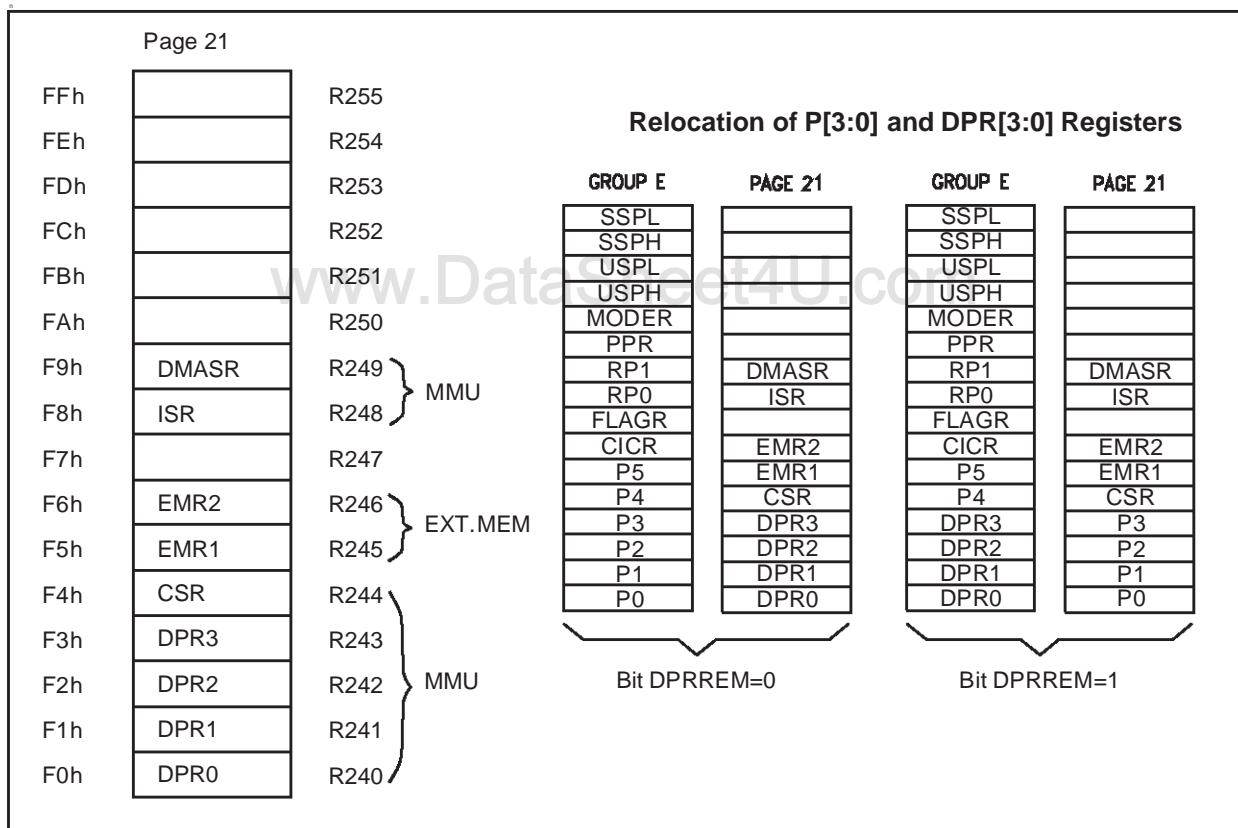 Page 21
FFh R255
FEh R254
FDh R253
FCh R252
FBh R251
FAh R250
F9h DMASR R249
F8h ISR R248
MMU
F7h R247
F6h EMR2 R246
F5h EMR1 R245
EXT.MEM
F4h CSR R244
F3h DPR3 R243
F2h DPR2 R242
F1h DPR1 R241
F0h DPR0 R240
MMU
Relocation of P[3:0] and DPR[3:0] Registers
GROUP E PAGE 21 GROUP E PAGE 21
SSPL SSPL
SSPH SSPH
USPL USPL
USPH USPH
MODER MODER
PPR PPR
RP1 DMASR RP1 DMASR
RP0 ISR RP0 ISR
FLAGR FLAGR
CICR EMR2 CICR EMR2
P5 EMR1 P5 EMR1
P4 CSR P4 CSR
P3 DPR3 DPR3 P3
P2 DPR2 DPR2 P2
P1 DPR1 DPR1 P1
P0 DPR0 DPR0 P0
Bit DPRREM=0 Bit DPRREM=1
www.DataSheet4U.com